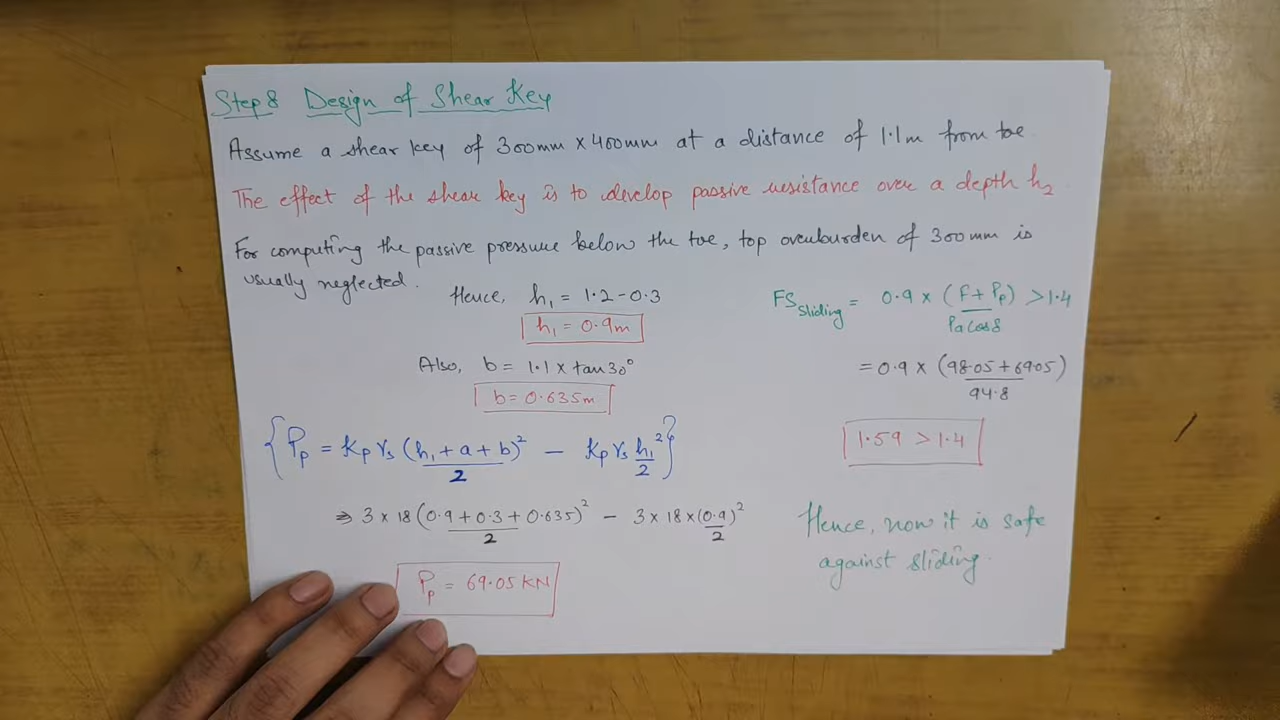 Step 8 Design of Shear Key
Assume a shear key of 300mm × 400mm at a distance of 1.1m from toe
The effect of the shear key is to develop passive resistance over a depth h₂
For computing the passive pressure below the toe, top overburden of 300mm is
usually neglected.
Hence, h₁ = 1.2 - 0.3
h₁ = 0.9m
Also, b = 1.1 × tan 30°
b = 0.635m
{Pp = Kp γs (h₁ + a + b)²/2 - Kp γs h₁²/2}
⇒ 3 × 18 (0.9 + 0.3 + 0.635)²/2 - 3 × 18 × (0.9)²/2
Pp = 69.05 KN
FS Sliding = 0.9 × (F + Pp)/Pa cos δ > 1.4
= 0.9 × (98.05 + 69.05)/94.8
1.59 > 1.4
Hence, now it is safe
against sliding.